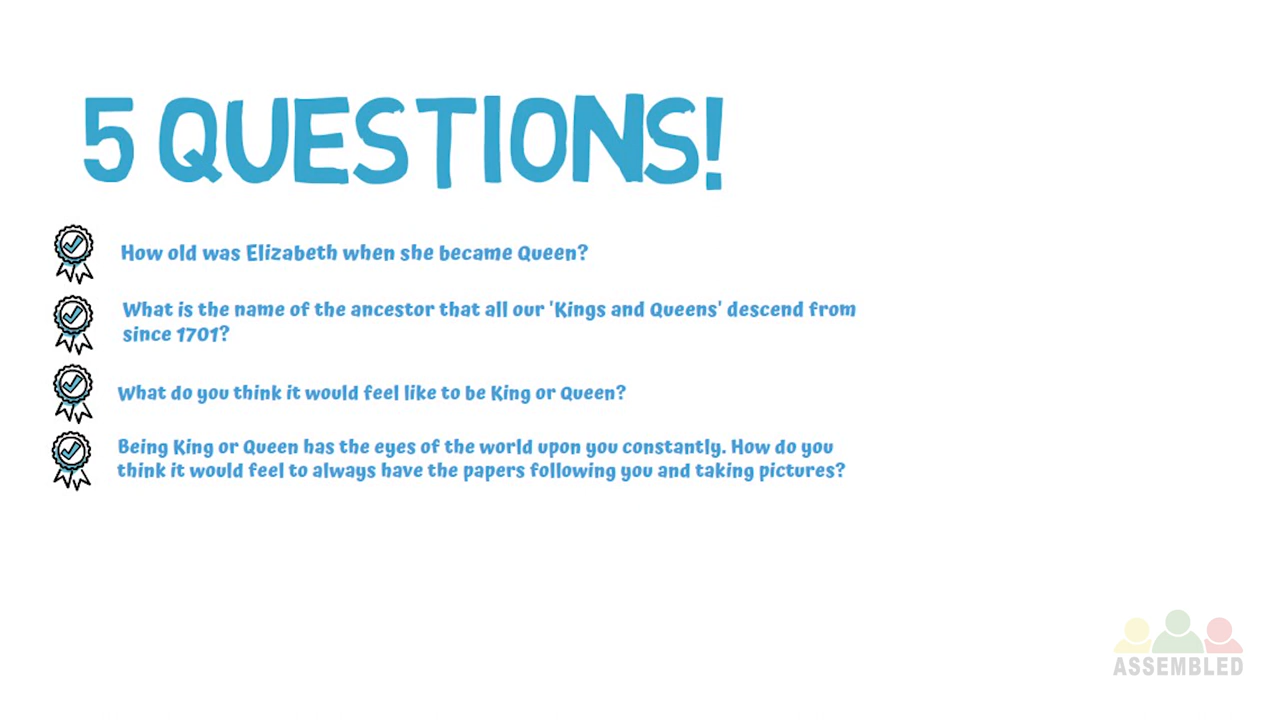 5 QUESTIONS!
How old was Elizabeth when she became Queen?
What is the name of the ancestor that all our 'Kings and Queens' descend from
since 1701?
What do you think it would feel like to be King or Queen?
Being King or Queen has the eyes of the world upon you constantly. How do you
think it would feel to always have the papers following you and taking pictures?
ASSEMBLED